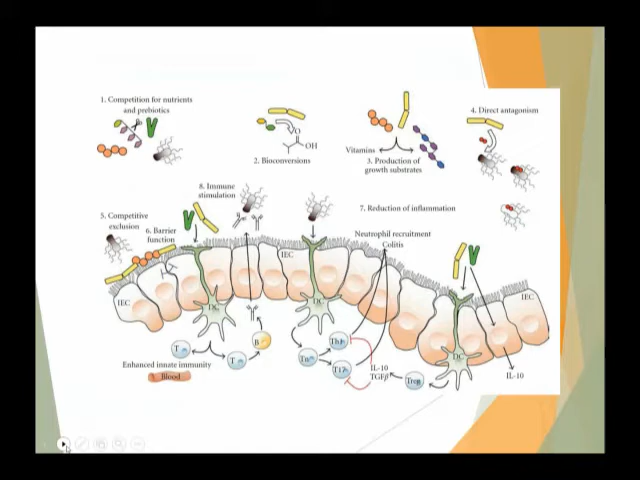 1. Competition for nutrients
and prebiotics
O
OH
2. Bioconversions
Vitamins
3. Production of
growth substrates
4. Direct antagonism
5. Competitive
exclusion
6. Barrier
function
8. Immune
stimulation
7. Reduction of inflammation
Neutrophil recruitment
Colitis
IEC
IEC
IEC
DC
DC
DC
T
T
B
Enhanced innate immunity
Blood
IL-10
TGFβ
IL-10